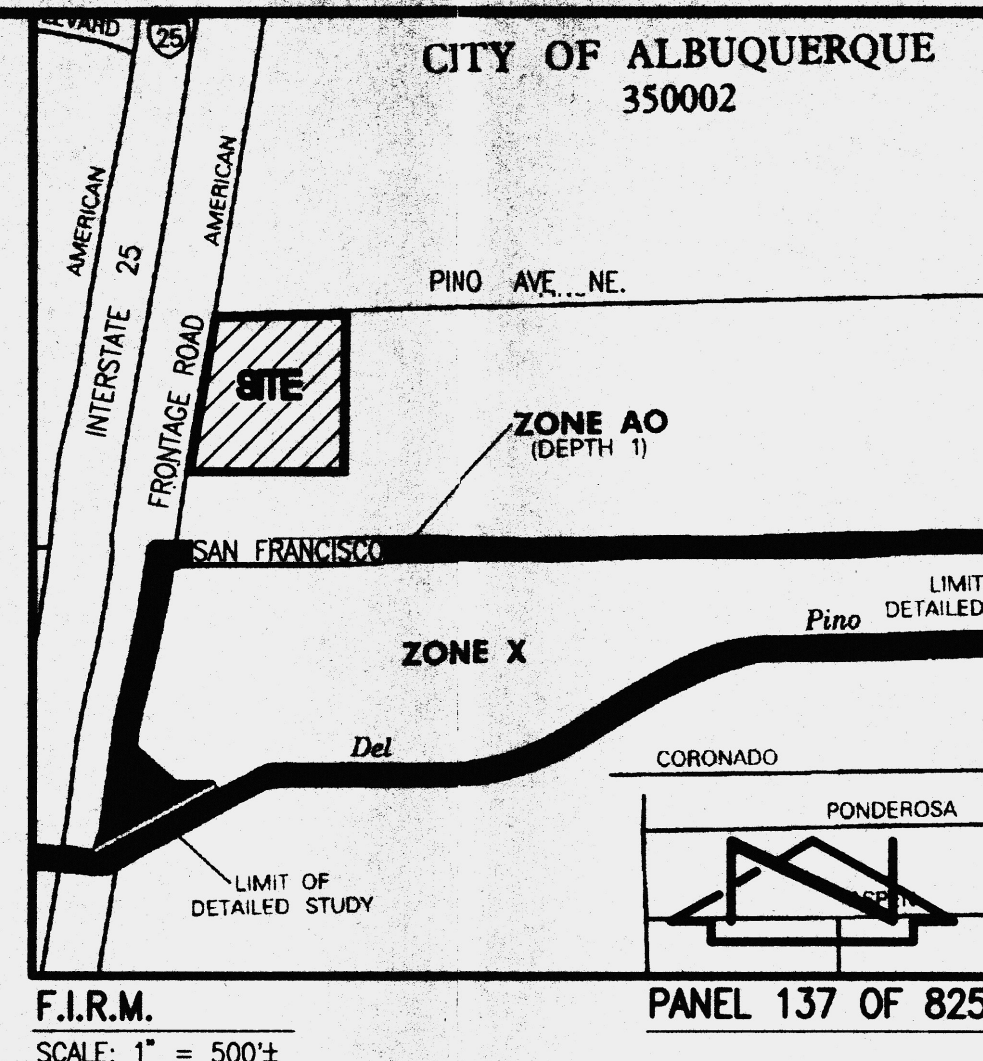 25
CITY OF ALBUQUERQUE
350002
AMERICAN
AMERICAN
INTERSTATE 25
FRONTAGE ROAD
PINO AVE. NE.
SITE
ZONE AO
(DEPTH 1)
SAN FRANCISCO
LIMIT
DETAILED
Pino
ZONE X
Del
CORONADO
PONDEROSA
ASPEN
LIMIT OF
DETAILED STUDY
F.I.R.M.
PANEL 137 OF 825
SCALE: 1" = 500'±